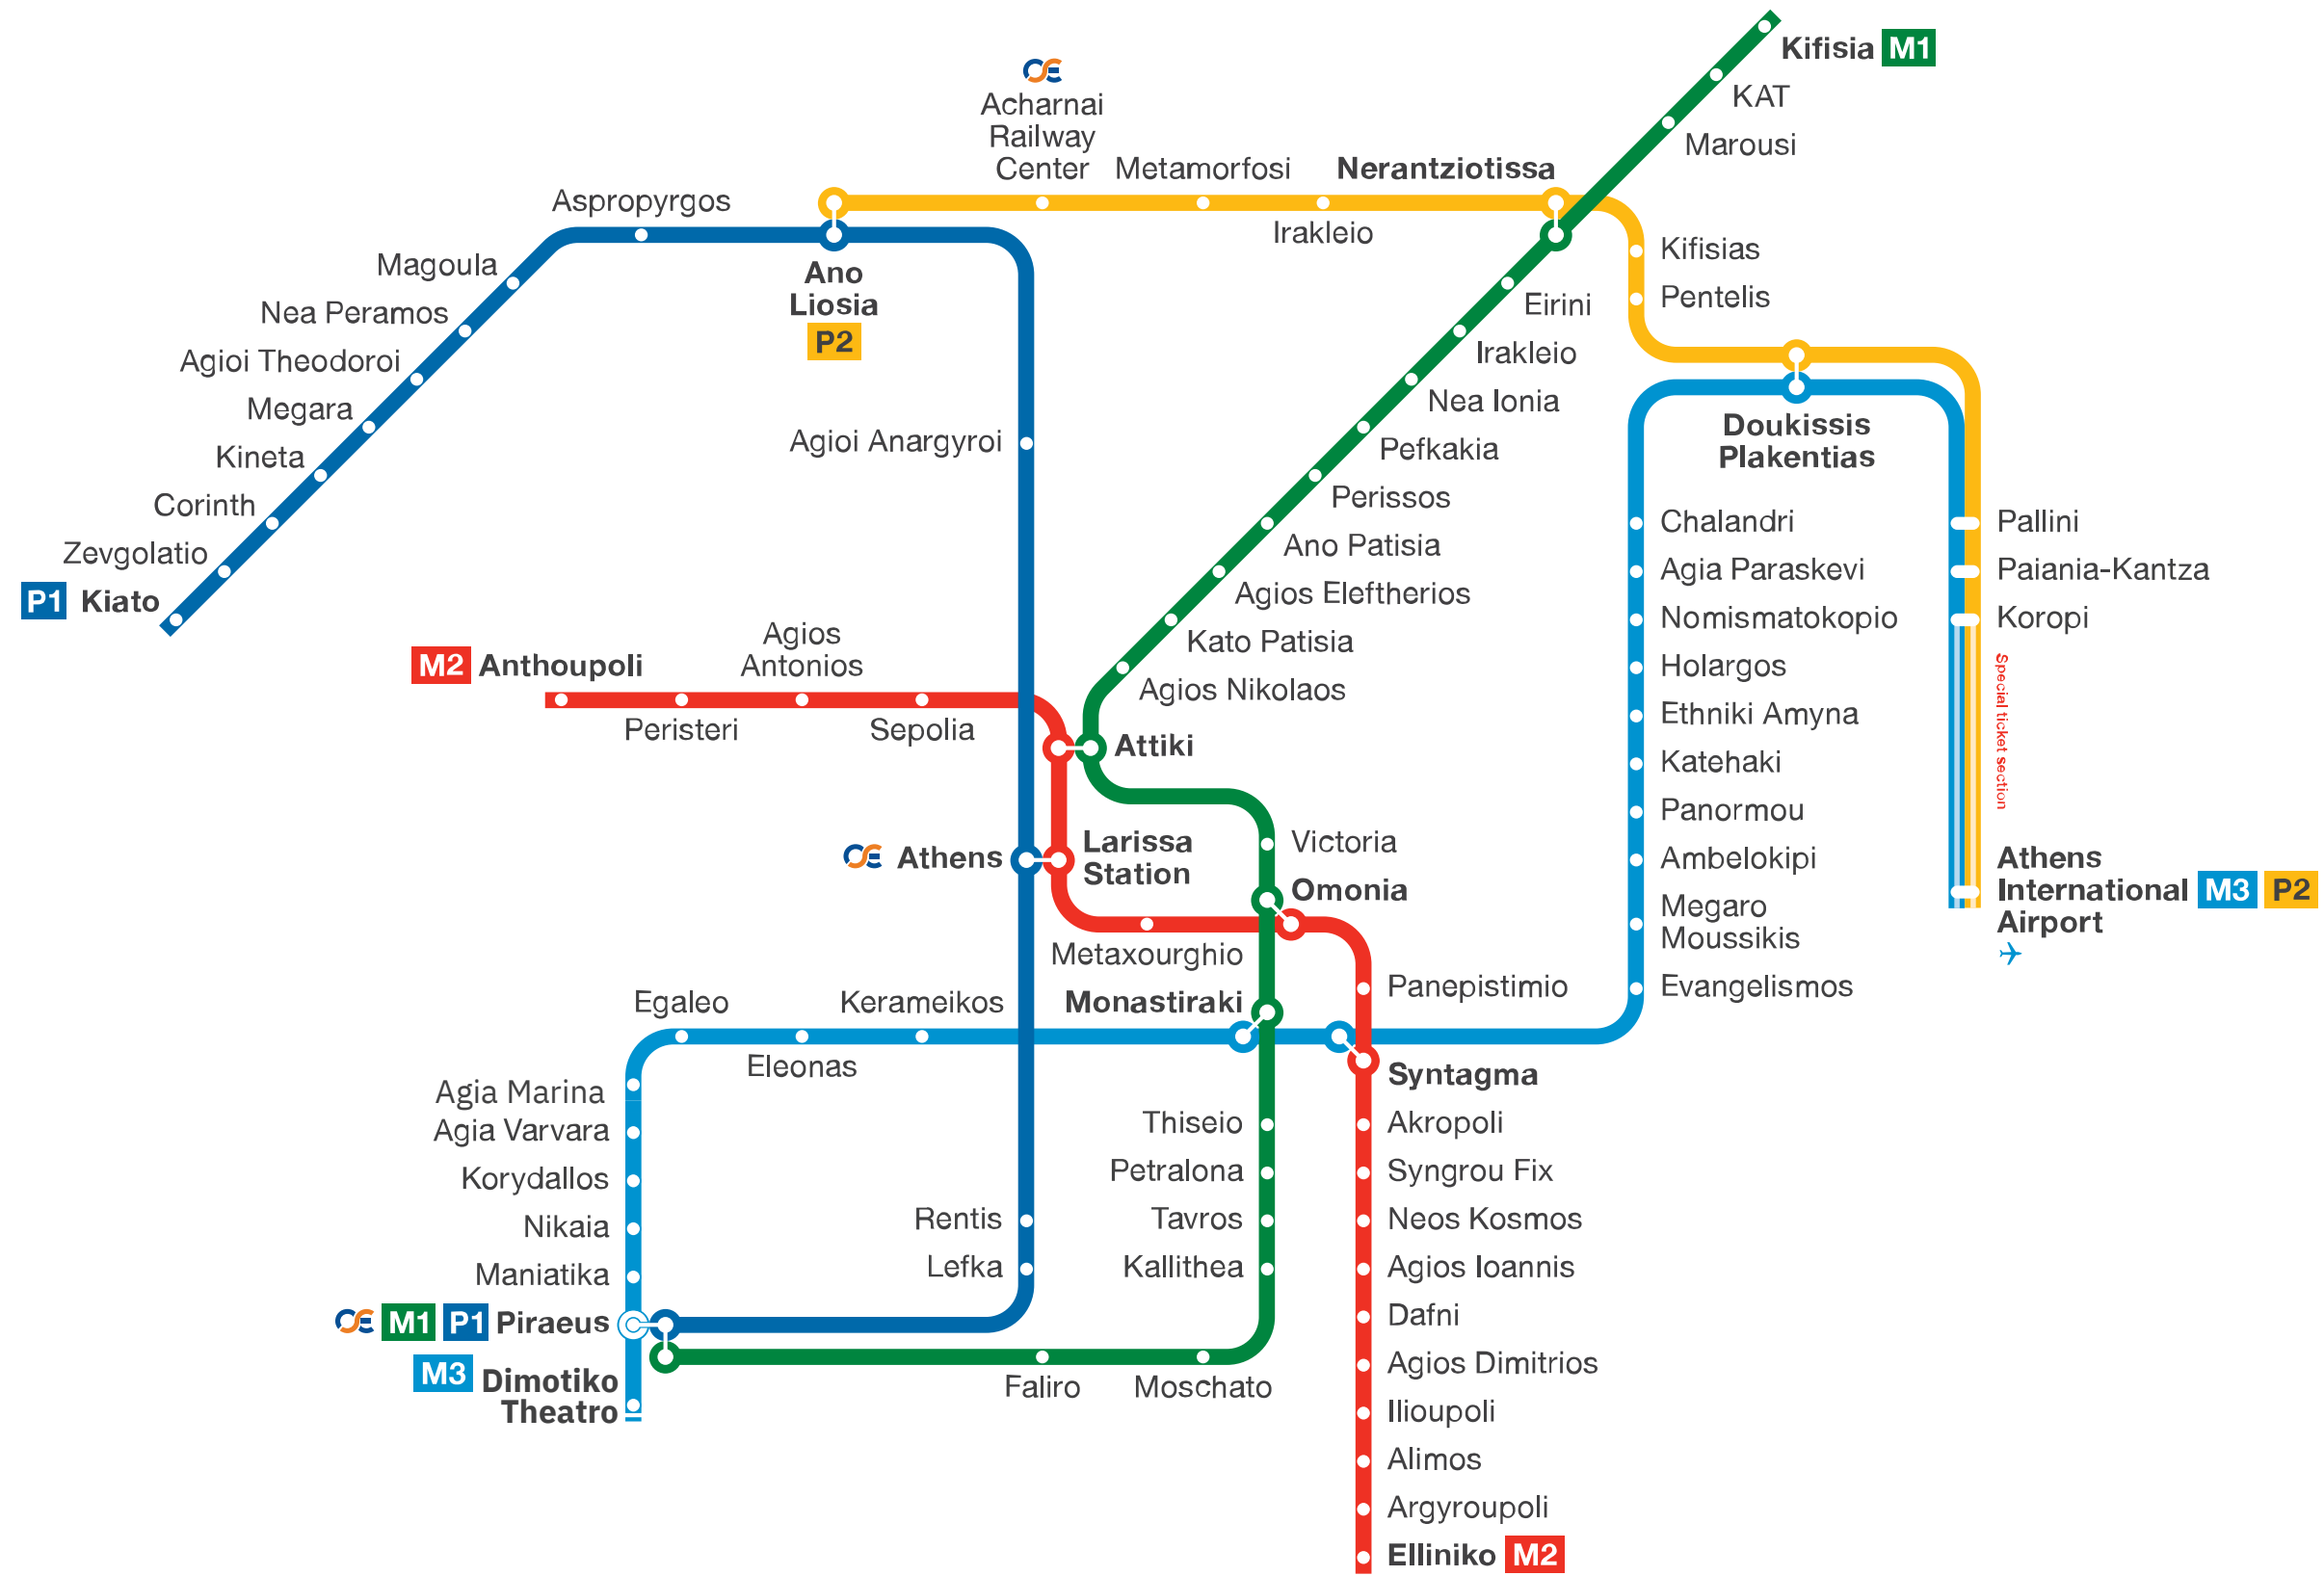 Kifisia M1
KAT
Marousi
Acharnai
Railway
Center
Metamorfosi
Nerantziotissa
Irakleio
Aspropyrgos
Magoula
Nea Peramos
Agioi Theodoroi
Megara
Kineta
Corinth
Zevgolatio
P1 Kiato
Ano
Liosia
P2
Agioi Anargyroi
Kifisias
Pentelis
Eirini
Irakleio
Nea Ionia
Pefkakia
Perissos
Ano Patisia
Agios Eleftherios
Kato Patisia
Agios Nikolaos
Doukissis
Plakentias
Chalandri
Agia Paraskevi
Nomismatokopio
Holargos
Ethniki Amyna
Katehaki
Panormou
Ambelokipi
Megaro
Moussikis
Evangelismos
Pallini
Paiania-Kantza
Koropi
Special ticket section
Athens
International M3 P2
Airport
M2 Anthoupoli
Peristeri
Agios
Antonios
Sepolia
Attiki
Athens
Larissa
Station
Victoria
Omonia
Metaxourghio
Monastiraki
Panepistimio
Egaleo
Eleonas
Kerameikos
Syntagma
Agia Marina
Agia Varvara
Korydallos
Nikaia
Maniatika
M1 P1 Piraeus
M3 Dimotiko
Theatro
Rentis
Lefka
Thiseio
Petralona
Tavros
Kallithea
Faliro
Moschato
Akropoli
Syngrou Fix
Neos Kosmos
Agios Ioannis
Dafni
Agios Dimitrios
Ilioupoli
Alimos
Argyroupoli
Elliniko M2